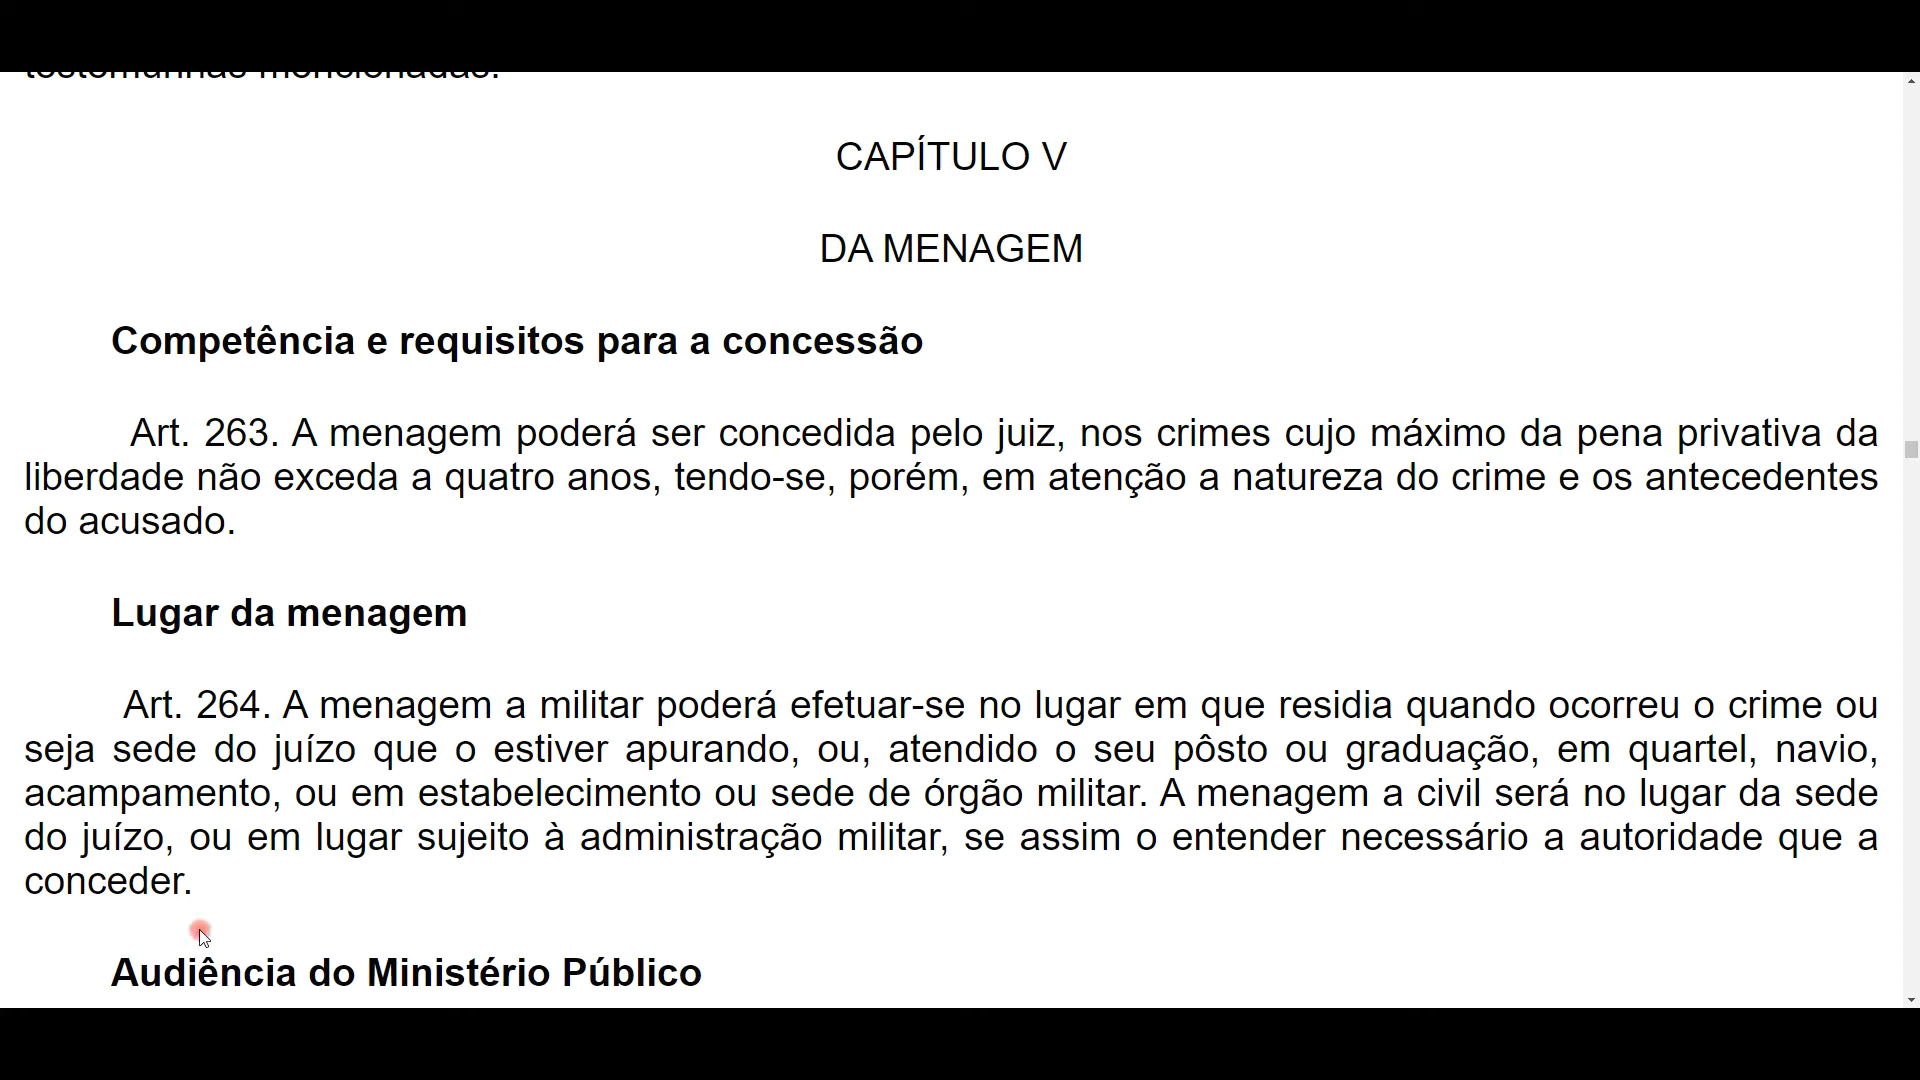 testemunhas mencionadas.
CAPÍTULO V
DA MENAGEM
Competência e requisitos para a concessão
Art. 263. A menagem poderá ser concedida pelo juiz, nos crimes cujo máximo da pena privativa da
liberdade não exceda a quatro anos, tendo-se, porém, em atenção a natureza do crime e os antecedentes
do acusado.
Lugar da menagem
Art. 264. A menagem a militar poderá efetuar-se no lugar em que residia quando ocorreu o crime ou
seja sede do juízo que o estiver apurando, ou, atendido o seu pôsto ou graduação, em quartel, navio,
acampamento, ou em estabelecimento ou sede de órgão militar. A menagem a civil será no lugar da sede
do juízo, ou em lugar sujeito à administração militar, se assim o entender necessário a autoridade que a
conceder.
Audiência do Ministério Público